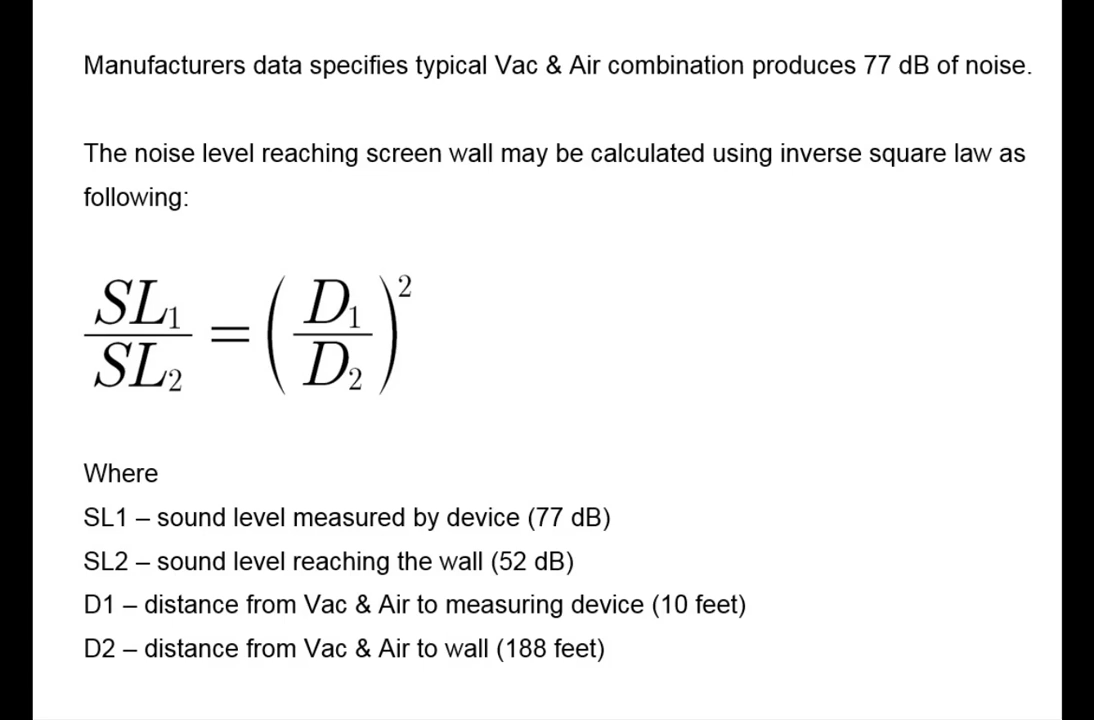 Manufacturers data specifies typical Vac & Air combination produces 77 dB of noise.
The noise level reaching screen wall may be calculated using inverse square law as
following:
SL₁/SL₂ = (D₁/D₂)²
Where
SL1 – sound level measured by device (77 dB)
SL2 – sound level reaching the wall (52 dB)
D1 – distance from Vac & Air to measuring device (10 feet)
D2 – distance from Vac & Air to wall (188 feet)